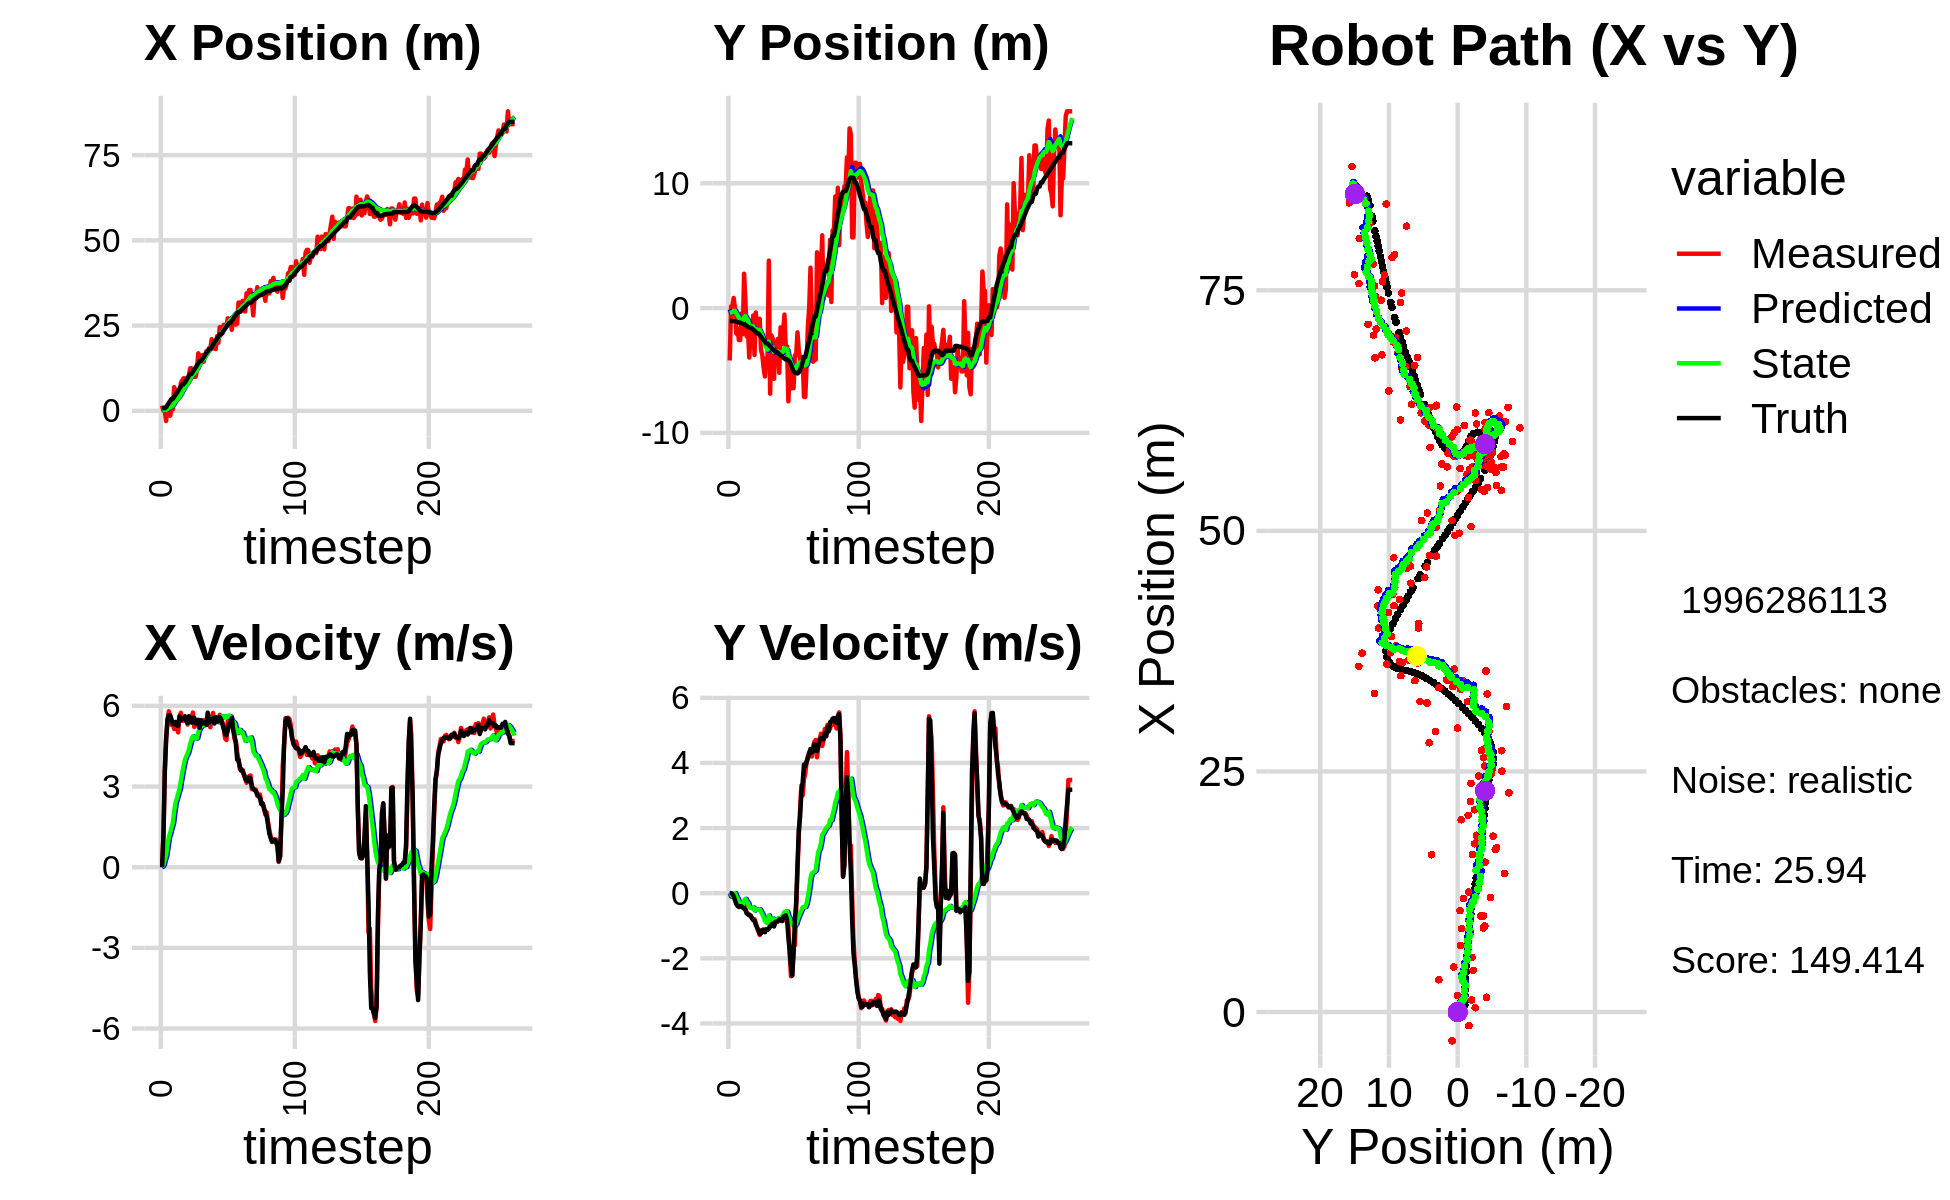 X Position (m)
75
50
25
0
0
100
200
timestep
Y Position (m)
10
0
-10
0
100
200
timestep
X Velocity (m/s)
6
3
0
-3
-6
0
100
200
timestep
Y Velocity (m/s)
6
4
2
0
-2
-4
0
100
200
timestep
Robot Path (X vs Y)
X Position (m)
75
50
25
0
20 10 0 -10 -20
Y Position (m)
variable
Measured
Predicted
State
Truth
1996286113
Obstacles: none
Noise: realistic
Time: 25.94
Score: 149.414